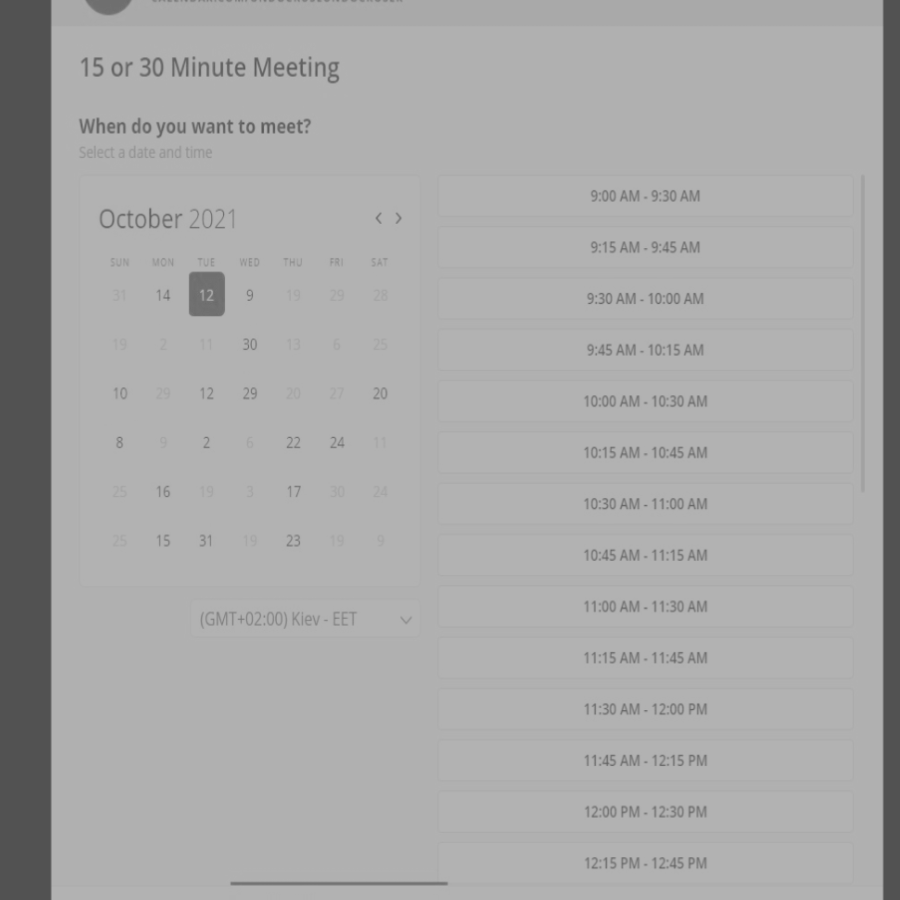 15 or 30 Minute Meeting
When do you want to meet?
Select a date and time
October 2021
SUN MON TUE WED THU FRI SAT
31 14 12 9 19 29 28
19 2 11 30 13 6 25
10 29 12 29 20 27 20
8 9 2 6 22 24 11
25 16 19 3 17 30 24
25 15 31 19 23 19 9
(GMT+02:00) Kiev - EET
9:00 AM - 9:30 AM
9:15 AM - 9:45 AM
9:30 AM - 10:00 AM
9:45 AM - 10:15 AM
10:00 AM - 10:30 AM
10:15 AM - 10:45 AM
10:30 AM - 11:00 AM
10:45 AM - 11:15 AM
11:00 AM - 11:30 AM
11:15 AM - 11:45 AM
11:30 AM - 12:00 PM
11:45 AM - 12:15 PM
12:00 PM - 12:30 PM
12:15 PM - 12:45 PM